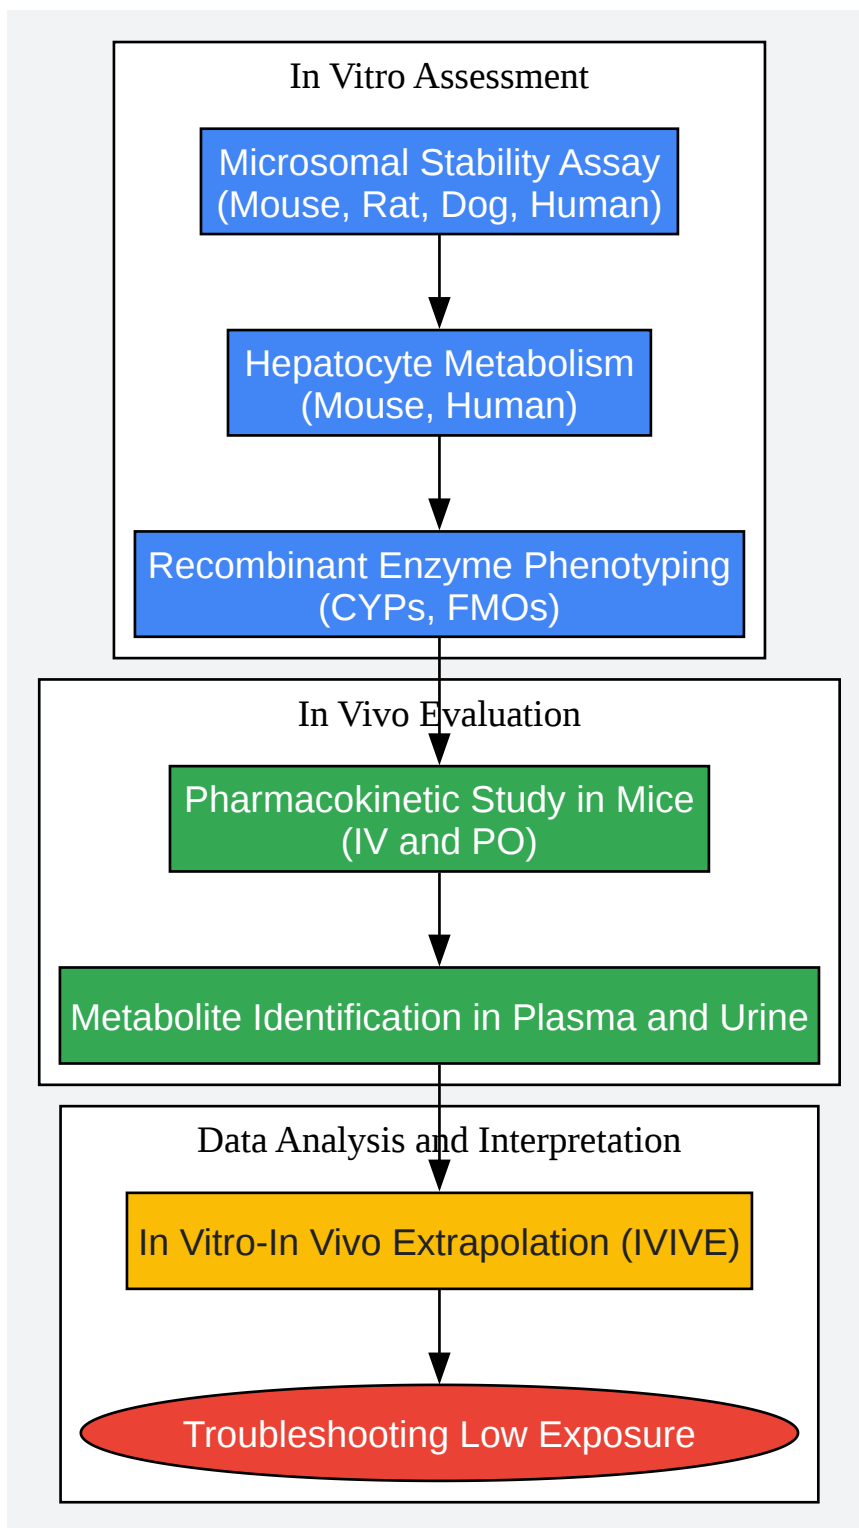 In Vitro Assessment
Microsomal Stability Assay
(Mouse, Rat, Dog, Human)
Hepatocyte Metabolism
(Mouse, Human)
Recombinant Enzyme Phenotyping
(CYPs, FMOs)
In Vivo Evaluation
Pharmacokinetic Study in Mice
(IV and PO)
Metabolite Identification in Plasma and Urine
Data Analysis and Interpretation
In Vitro-In Vivo Extrapolation (IVIVE)
Troubleshooting Low Exposure